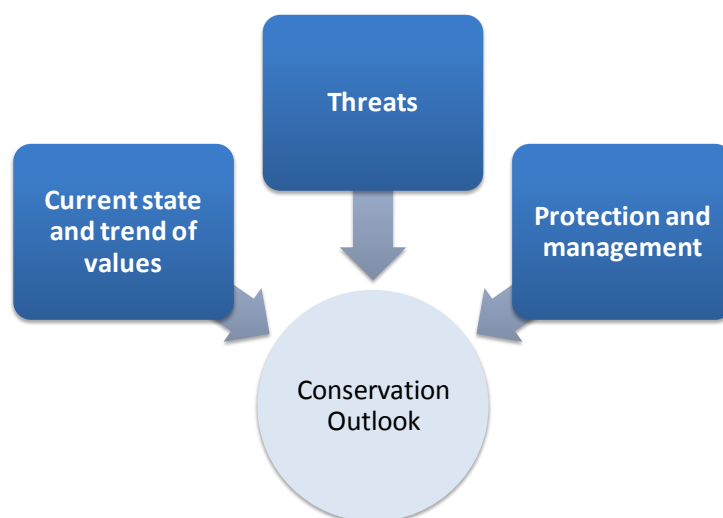 Threats
Current state
and trend of
values
Protection and
management
Conservation
Outlook